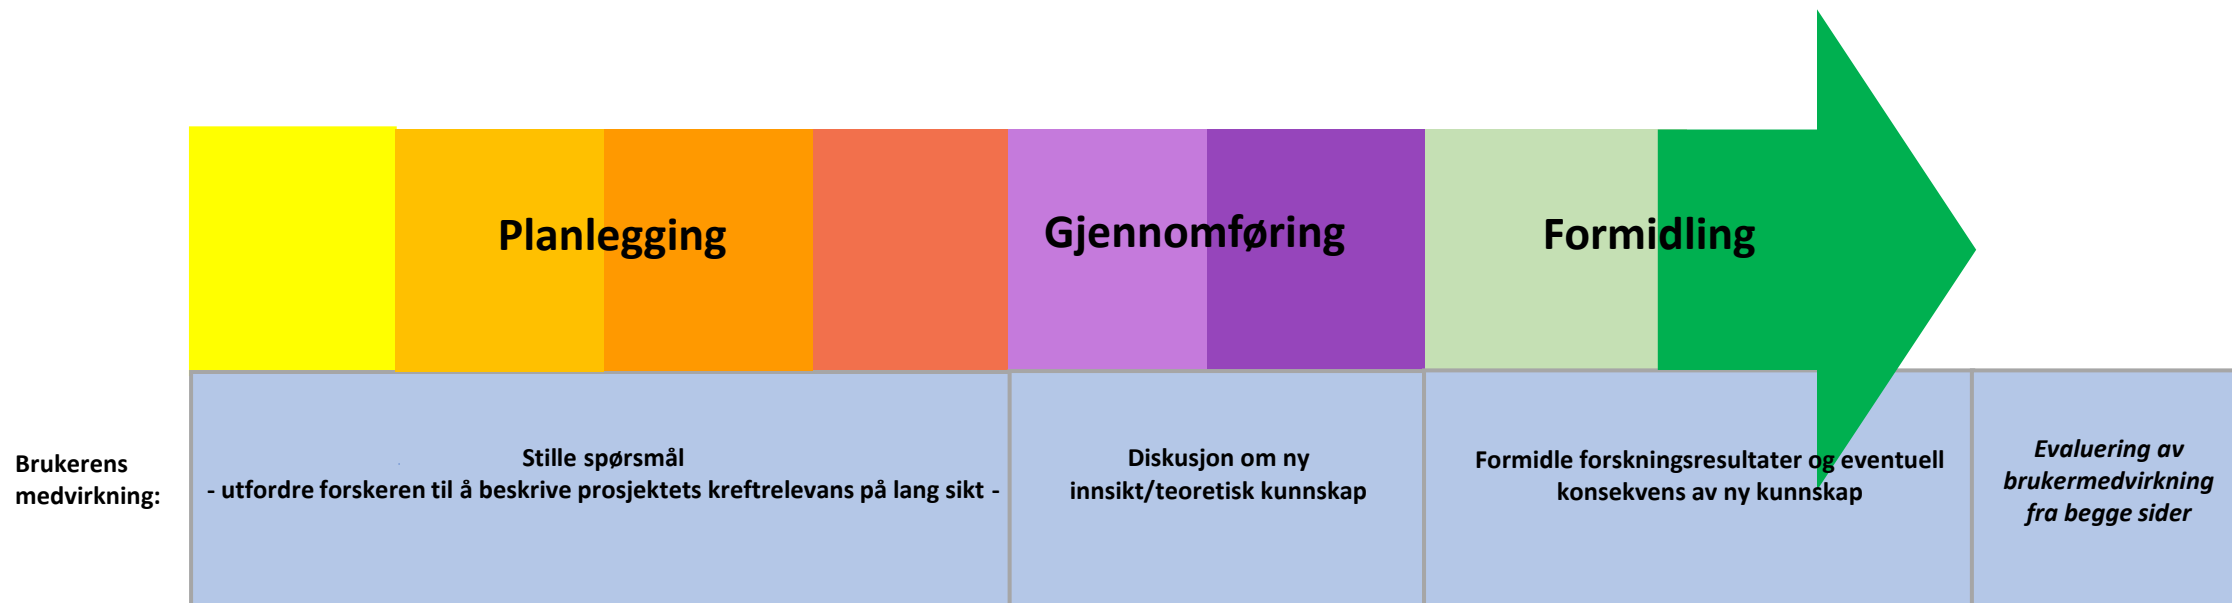 Planlegging
Gjennomføring
Formidling
Brukerens
medvirkning:
Stille spørsmål
- utfordre forskeren til å beskrive prosjektets kreftrelevans på lang sikt -
Diskusjon om ny
innsikt/teoretisk kunnskap
Formidle forskningsresultater og eventuell
konsekvens av ny kunnskap
Evaluering av
brukermedvirkning
fra begge sider